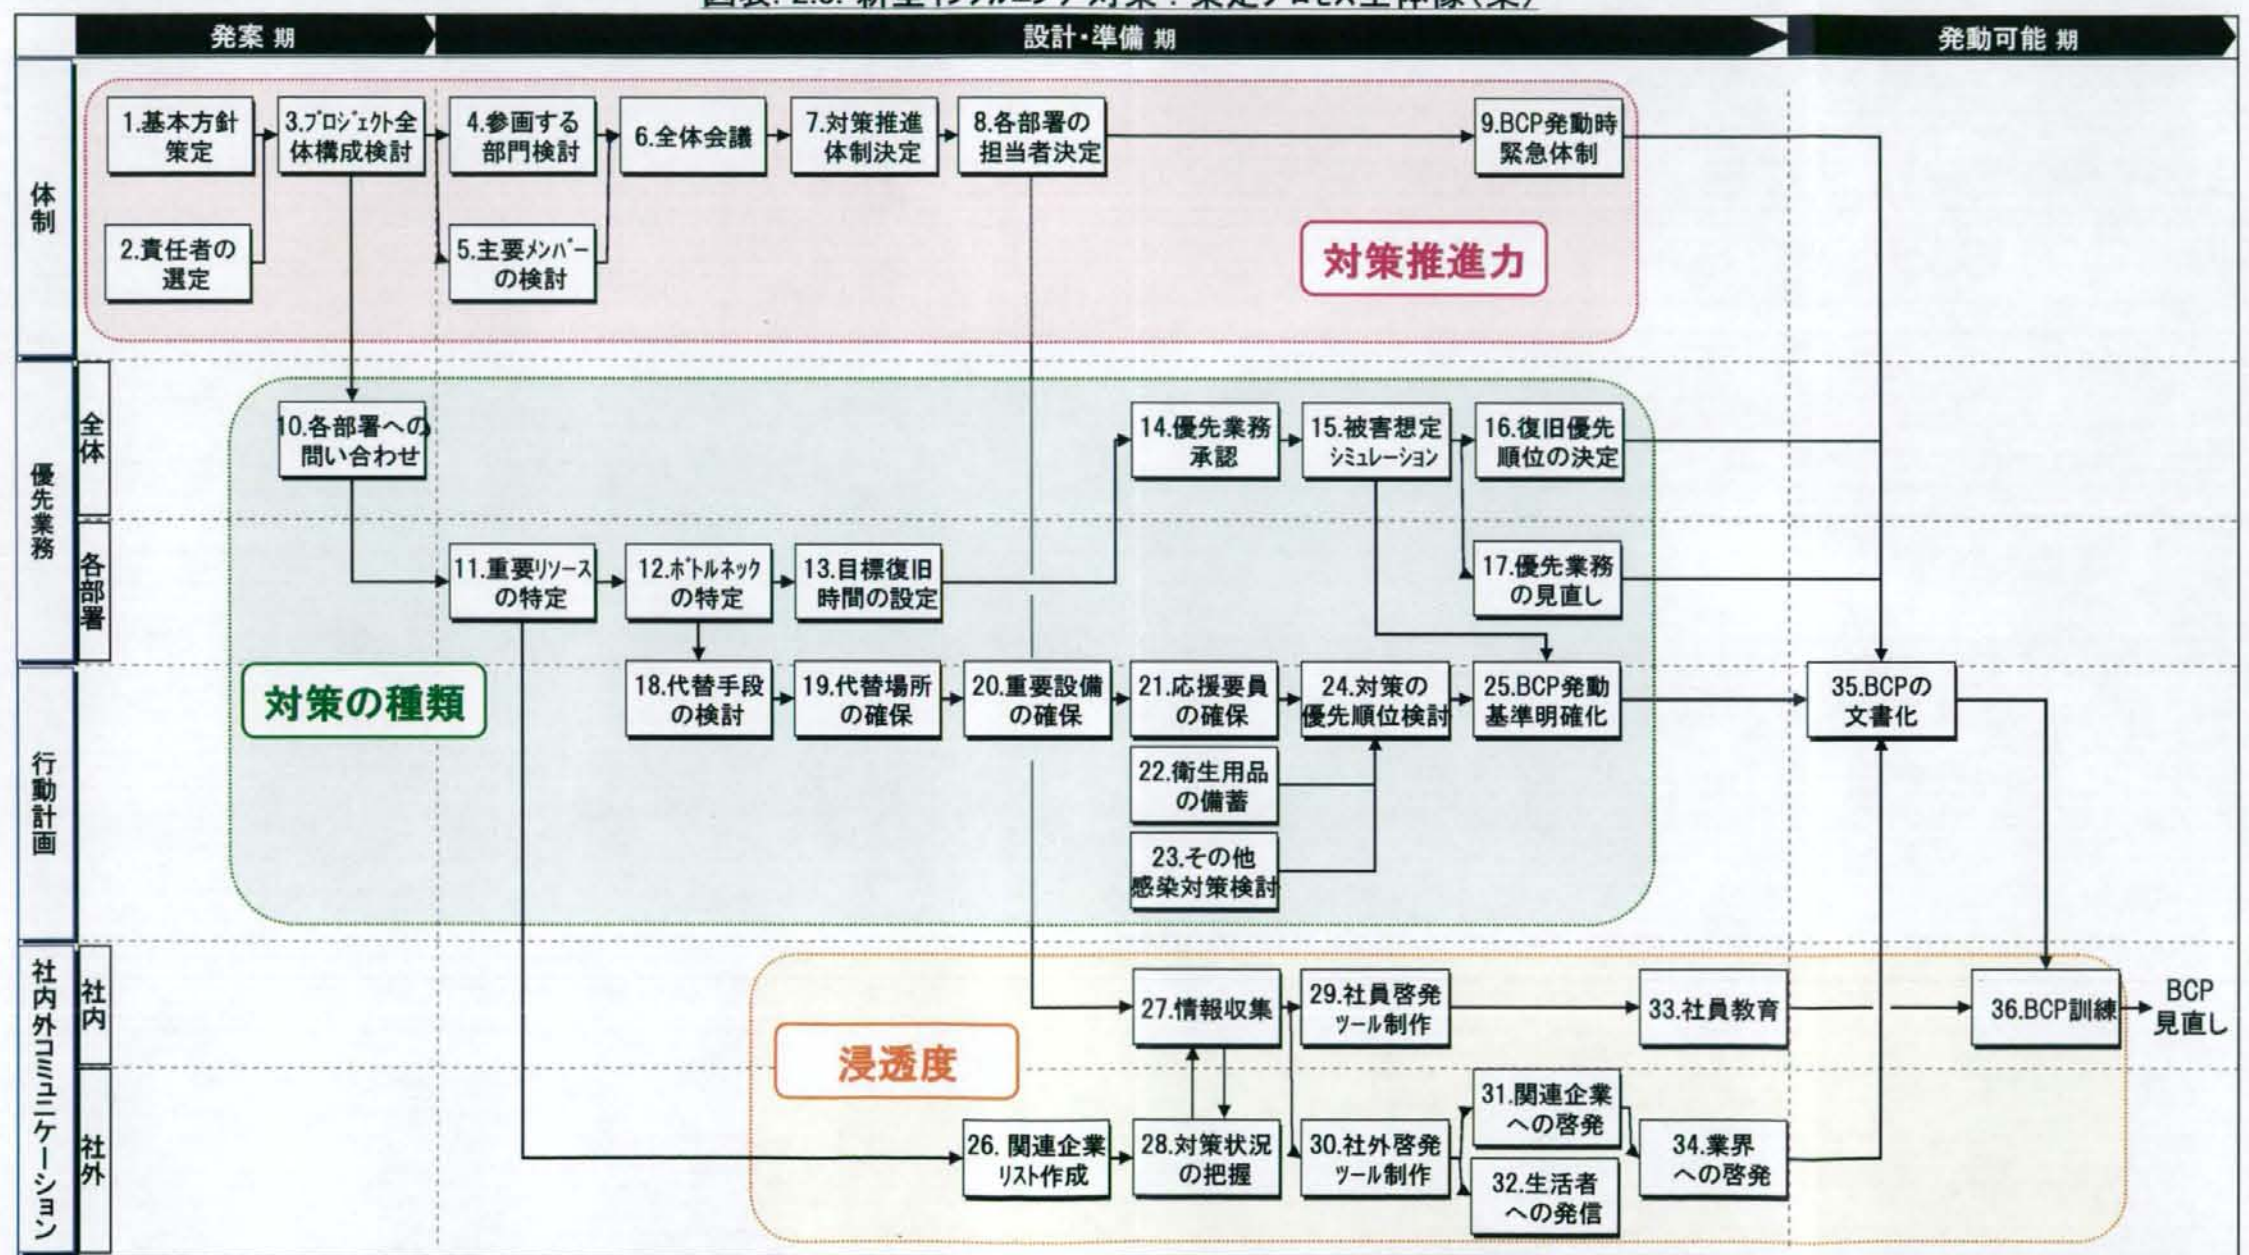 発案 期
設計・準備 期
発動可能 期
体制
1.基本方針
策定
3.プロジェクト全
体構成検討
4.参画する
部門検討
6.全体会議
7.対策推進
体制決定
8.各部署の
担当者決定
9.BCP発動時
緊急体制
2.責任者の
選定
5.主要メンバー
の検討
対策推進力
優先業務
全体
10.各部署への
問い合わせ
14.優先業務
承認
15.被害想定
シミュレーション
16.復旧優先
順位の決定
各部署
11.重要リソース
の特定
12.ボトルネック
の特定
13.目標復旧
時間の設定
17.優先業務
の見直し
対策の種類
行動計画
18.代替手段
の検討
19.代替場所
の確保
20.重要設備
の確保
21.応援要員
の確保
24.対策の
優先順位検討
25.BCP発動
基準明確化
35.BCPの
文書化
22.衛生用品
の備蓄
23.その他
感染対策検討
社内外コミュニケーション
社内
27.情報収集
29.社員啓発
ツール制作
33.社員教育
36.BCP訓練
BCP
見直し
浸透度
社外
26. 関連企業
リスト作成
28.対策状況
の把握
30.社外啓発
ツール制作
31.関連企業
への啓発
32.生活者
への発信
34.業界
への啓発